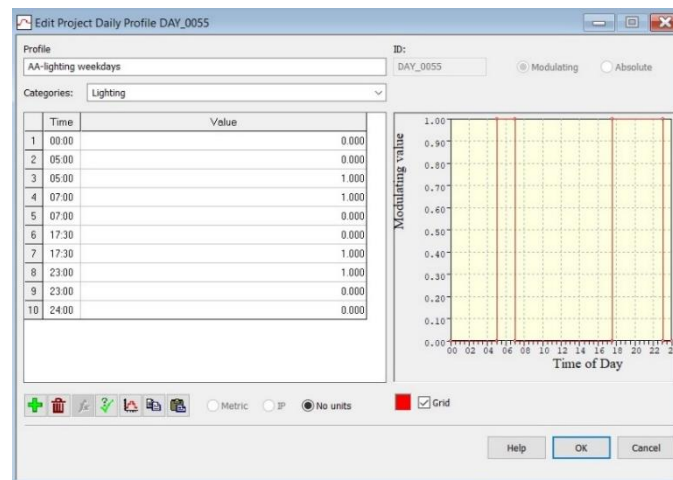 Edit Project Daily Profile DAY_0055
Profile
ID:
AA-lighting weekdays
DAY_0055
Modulating
Absolute
Categories:
Lighting
Time Value
1 00:00 0.000
2 05:00 0.000
3 05:00 1.000
4 07:00 1.000
5 07:00 0.000
6 17:30 0.000
7 17:30 1.000
8 23:00 1.000
9 23:00 0.000
10 24:00 0.000
Modulating value
1.00
0.90
0.80
0.70
0.60
0.50
0.40
0.30
0.20
0.10
0.00
00 02 04 06 08 10 12 14 16 18 20 22
Time of Day
Metric
IP
No units
Grid
Help
OK
Cancel